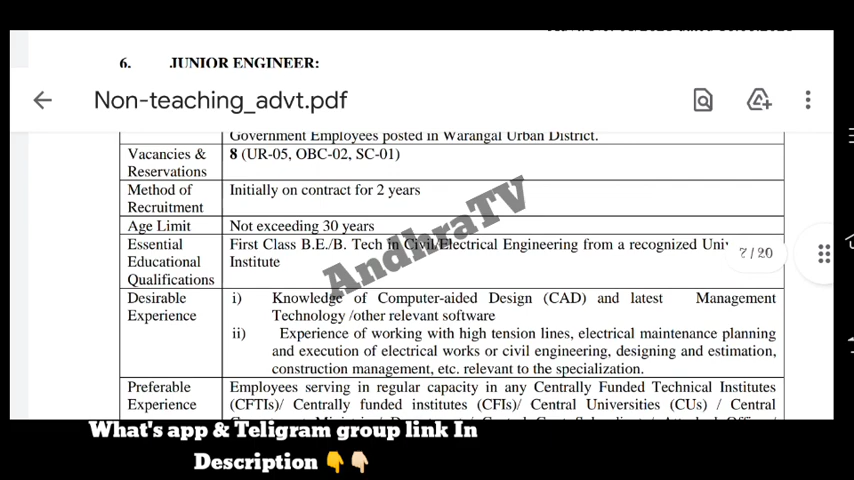 6. JUNIOR ENGINEER:
Non-teaching_advt.pdf
Government Employees posted in Warangal Urban District.
Vacancies & Reservations
8 (UR-05, OBC-02, SC-01)
Method of Recruitment
Initially on contract for 2 years
Age Limit
Not exceeding 30 years
Essential Educational Qualifications
First Class B.E./B. Tech in Civil/Electrical Engineering from a recognized
Institute
7/20
Desirable Experience
i) Knowledge of Computer-aided Design (CAD) and latest Management
Technology /other relevant software
ii) Experience of working with high tension lines, electrical maintenance planning
and execution of electrical works or civil engineering, designing and estimation,
construction management, etc. relevant to the specialization.
Preferable Experience
Employees serving in regular capacity in any Centrally Funded Technical Institutes
(CFTIs)/ Centrally funded institutes (CFIs)/ Central Universities (CUs) / Central
AndhraTV
What's app & Teligram group link In
Description 👇👇🏻